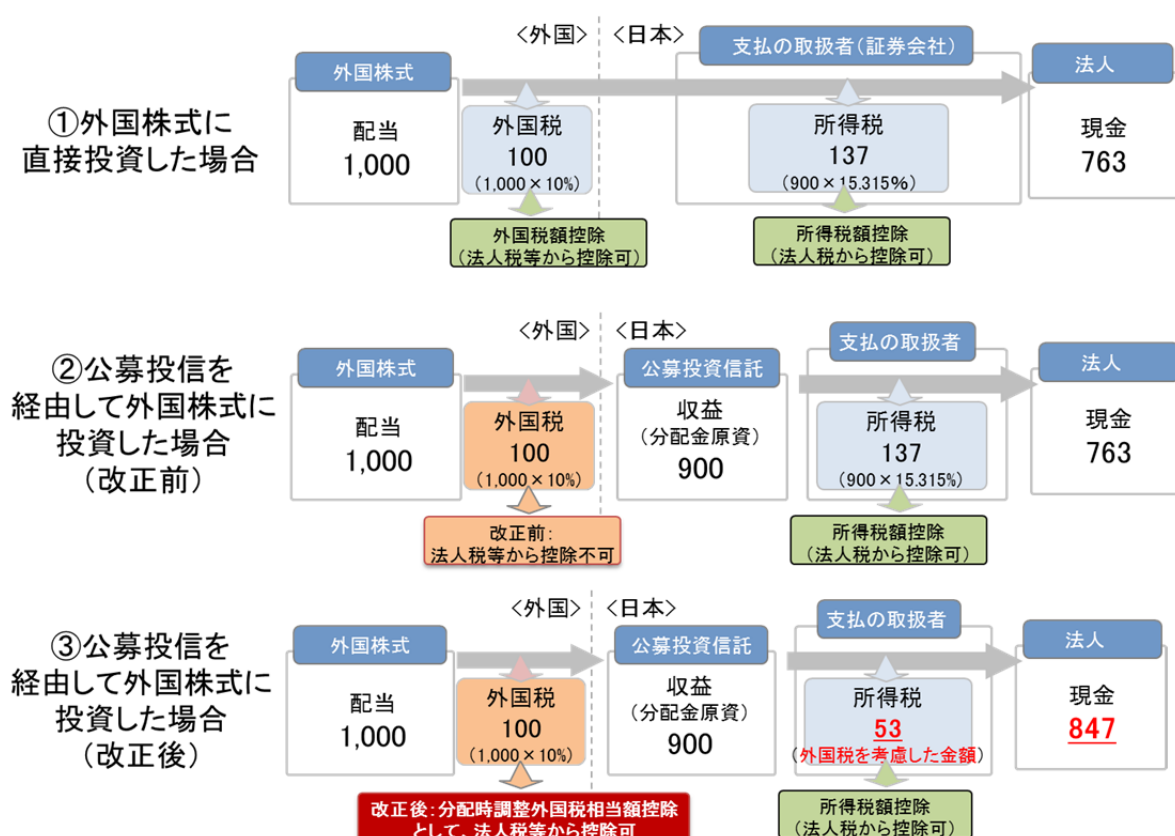 <外国>
<日本>
①外国株式に
直接投資した場合
外国株式
配当
1,000
外国税
100
(1,000×10%)
外国税額控除
(法人税等から控除可)
支払の取扱者(証券会社)
所得税
137
(900×15.315%)
所得税額控除
(法人税から控除可)
法人
現金
763
<外国>
<日本>
②公募投信を
経由して外国株式に
投資した場合
(改正前)
外国株式
配当
1,000
外国税
100
(1,000×10%)
改正前:
法人税等から控除不可
公募投資信託
収益
(分配金原資)
900
支払の取扱者
所得税
137
(900×15.315%)
所得税額控除
(法人税から控除可)
法人
現金
763
<外国>
<日本>
③公募投信を
経由して外国株式に
投資した場合
(改正後)
外国株式
配当
1,000
外国税
100
(1,000×10%)
改正後:分配時調整外国税相当額控除
として、法人税等から控除可
公募投資信託
収益
(分配金原資)
900
支払の取扱者
所得税
53
(外国税を考慮した金額)
所得税額控除
(法人税から控除可)
法人
現金
847